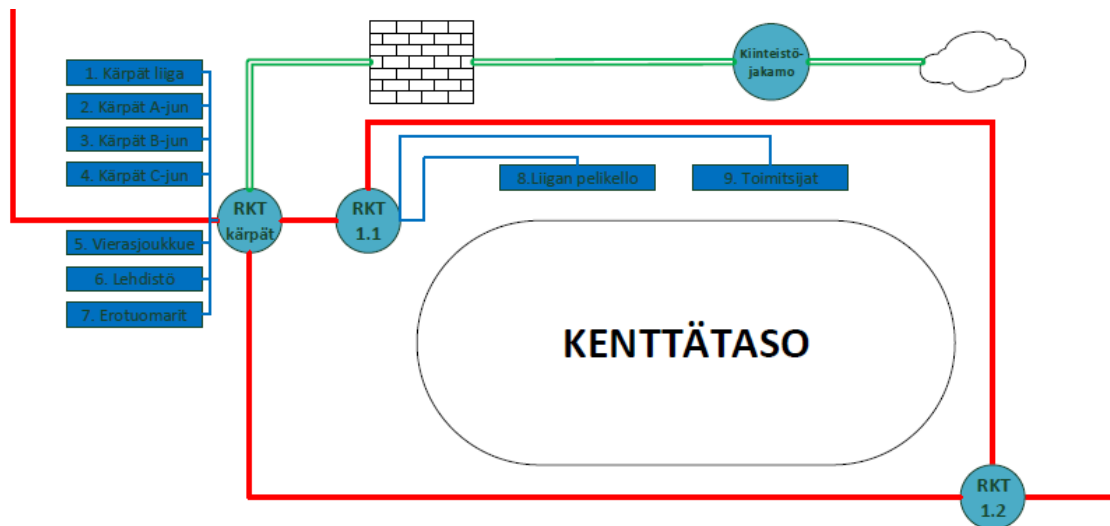 Kiinteistö-
jakamo
1. Kärpät liiga
2. Kärpät A-jun
3. Kärpät B-jun
4. Kärpät C-jun
8.Liigan pelikello
9. Toimitsijat
RKT
kärpät
RKT
1.1
5. Vierasjoukkue
6. Lehdistö
7. Erotuomarit
KENTTÄTASO
RKT
1.2